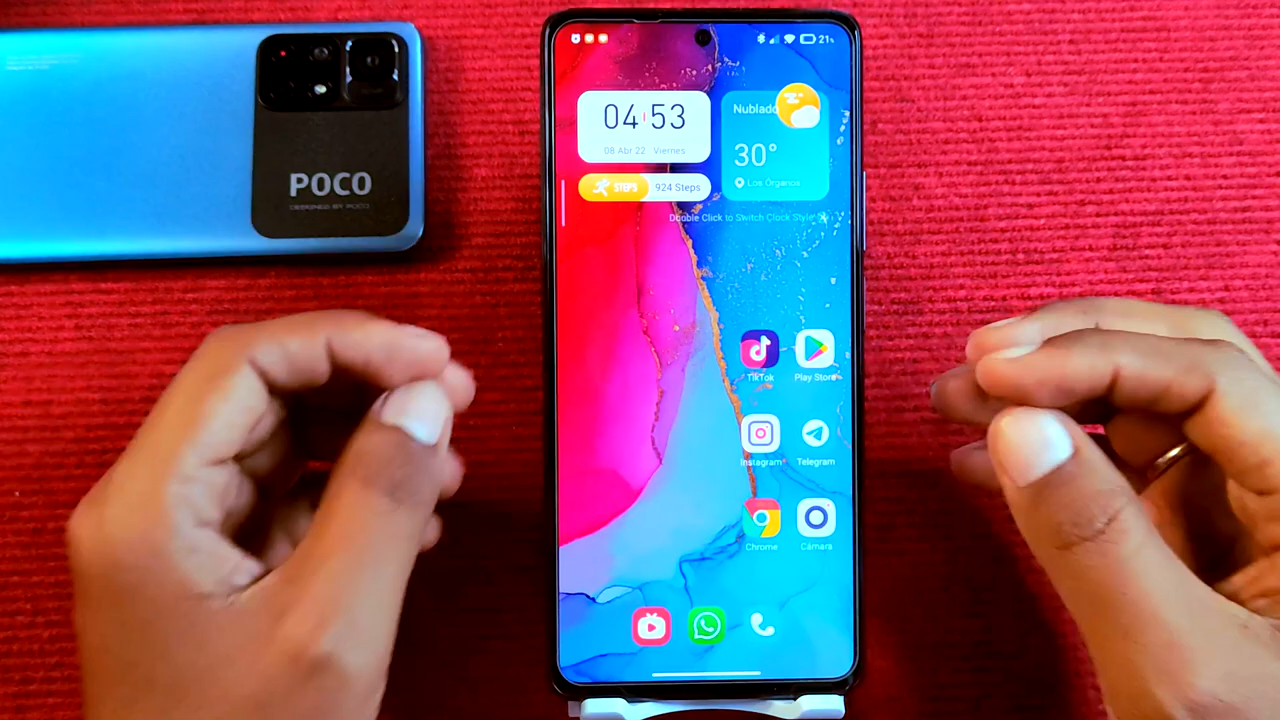 POCO
DESIGNED BY POCO
21%
04 53
08 Abr 22 Viernes
Nublado
30°
Los Órganos
STEPS
924 Steps
Double Click to Switch Clock Style
TikTok
Play Store
Instagram
Telegram
Chrome
Cámara